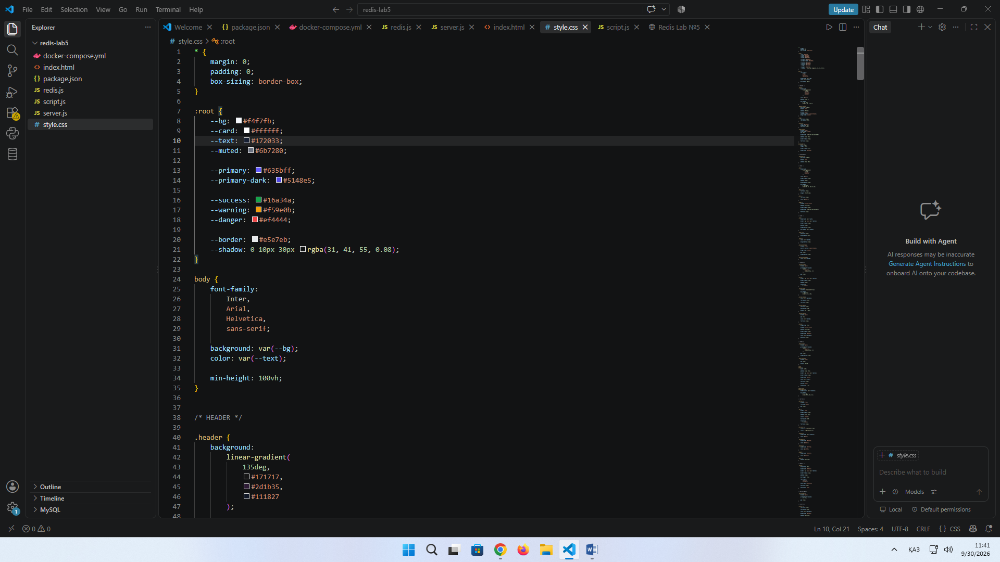 File Edit Selection View Go Run Terminal Help
redis-lab5
Update
Explorer
redis-lab5
docker-compose.yml
index.html
package.json
redis.js
script.js
server.js
style.css
Outline
Timeline
MySQL
Welcome package.json docker-compose.yml redis.js server.js index.html style.css script.js Redis Lab №5
style.css > :root
1 * {
2 margin: 0;
3 padding: 0;
4 box-sizing: border-box;
5 }
6
7 :root {
8 --bg: #f4f7fb;
9 --card: #ffffff;
10 --text: #172033;
11 --muted: #6b7280;
12
13 --primary: #635bff;
14 --primary-dark: #5148e5;
15
16 --success: #16a34a;
17 --warning: #f59e0b;
18 --danger: #ef4444;
19
20 --border: #e5e7eb;
21 --shadow: 0 10px 30px rgba(31, 41, 55, 0.08);
22 }
23
24 body {
25 font-family:
26 Inter,
27 Arial,
28 Helvetica,
29 sans-serif;
30
31 background: var(--bg);
32 color: var(--text);
33
34 min-height: 100vh;
35 }
36
37
38 /* HEADER */
39
40 .header {
41 background:
42 linear-gradient(
43 135deg,
44 #171717,
45 #2d1b35,
46 #111827
47 );
48
Chat
Build with Agent
AI responses may be inaccurate
Generate Agent Instructions to
onboard AI onto your codebase.
# style.css
Describe what to build
Models
Local Default permissions
0 0
Ln 10, Col 21 Spaces: 4 UTF-8 CRLF { } CSS
ҚАЗ
11:41
9/30/2026